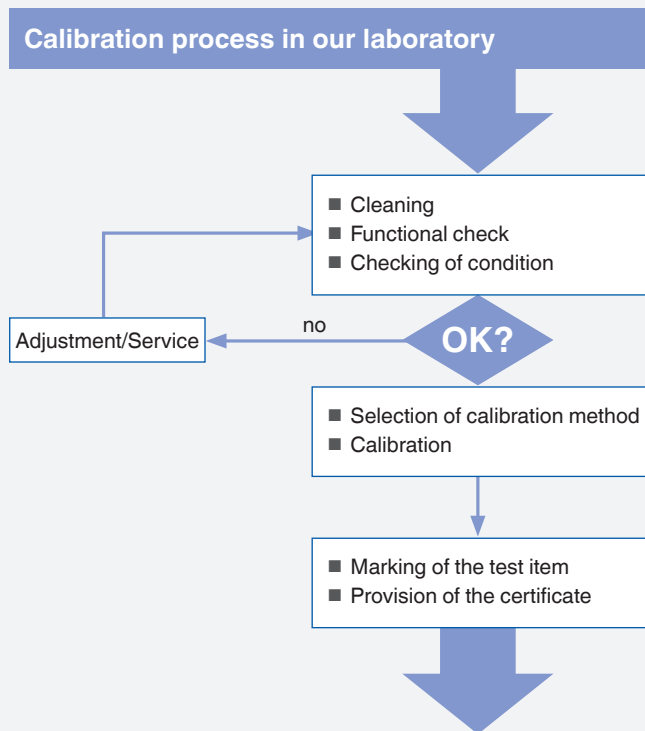 Calibration process in our laboratory
■ Cleaning
■ Functional check
■ Checking of condition
no
Adjustment/Service
OK?
■ Selection of calibration method
■ Calibration
■ Marking of the test item
■ Provision of the certificate